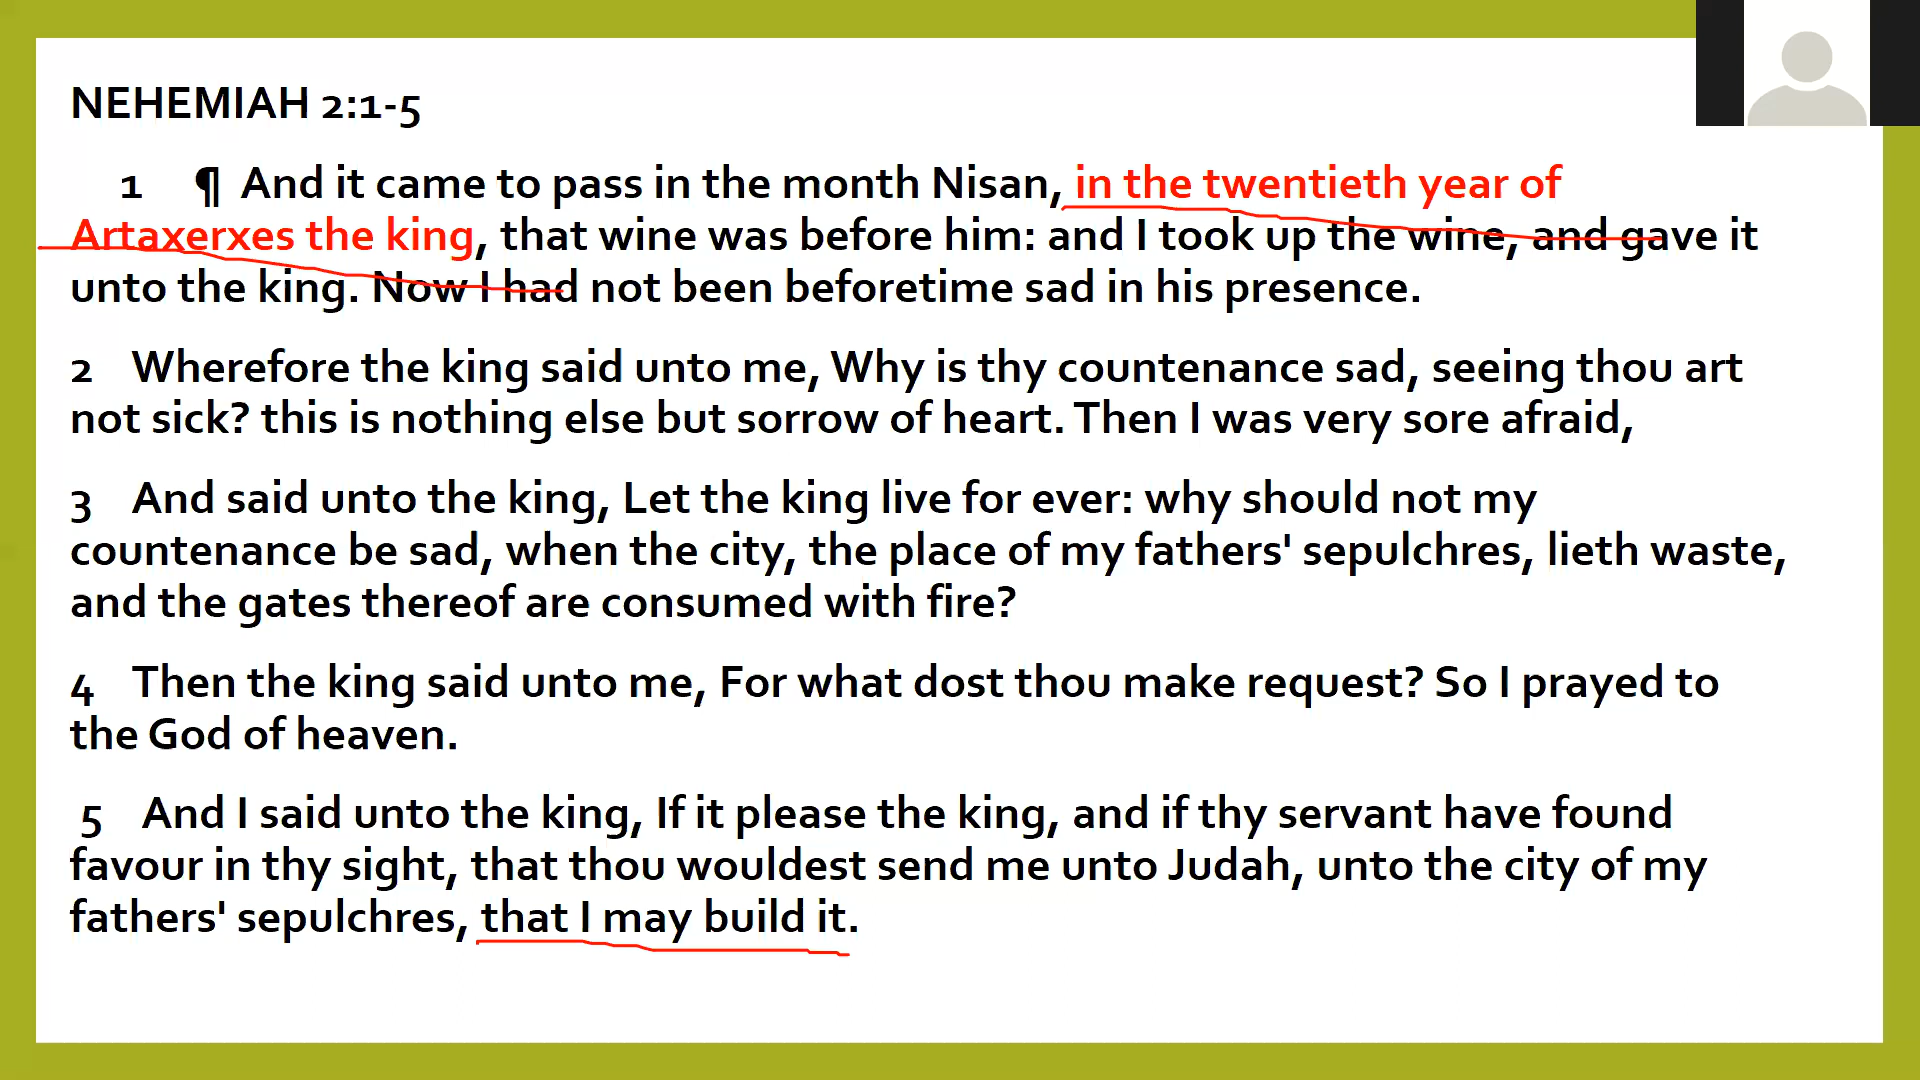 NEHEMIAH 2:1-5
1 ¶ And it came to pass in the month Nisan, in the twentieth year of
Artaxerxes the king, that wine was before him: and I took up the wine, and gave it
unto the king. Now I had not been beforetime sad in his presence.
2 Wherefore the king said unto me, Why is thy countenance sad, seeing thou art
not sick? this is nothing else but sorrow of heart. Then I was very sore afraid,
3 And said unto the king, Let the king live for ever: why should not my
countenance be sad, when the city, the place of my fathers' sepulchres, lieth waste,
and the gates thereof are consumed with fire?
4 Then the king said unto me, For what dost thou make request? So I prayed to
the God of heaven.
5 And I said unto the king, If it please the king, and if thy servant have found
favour in thy sight, that thou wouldest send me unto Judah, unto the city of my
fathers' sepulchres, that I may build it.